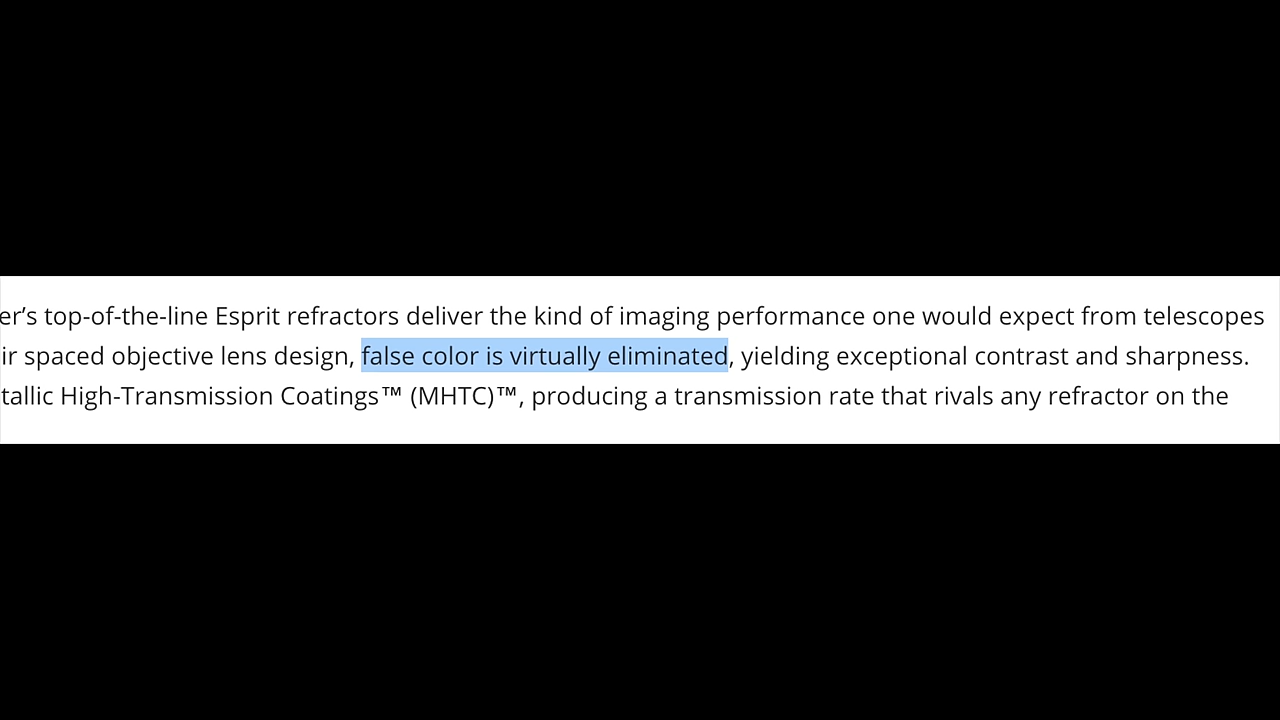 er’s top-of-the-line Esprit refractors deliver the kind of imaging performance one would expect from telescopes
ir spaced objective lens design, false color is virtually eliminated, yielding exceptional contrast and sharpness.
tallic High-Transmission Coatings™ (MHTC)™, producing a transmission rate that rivals any refractor on the